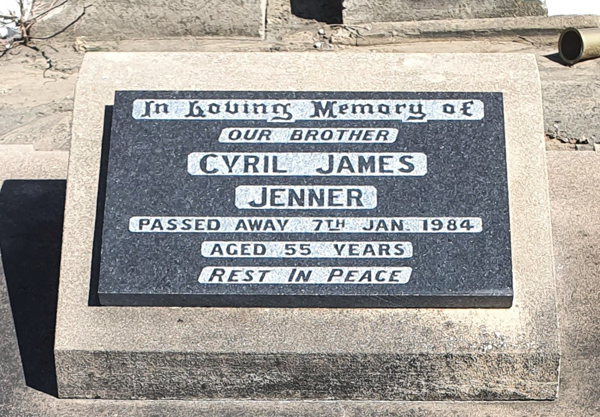 In Loving Memory of
OUR BROTHER
CYRIL JAMES
JENNER
PASSED AWAY 7TH JAN. 1984
AGED 55 YEARS
REST IN PEACE